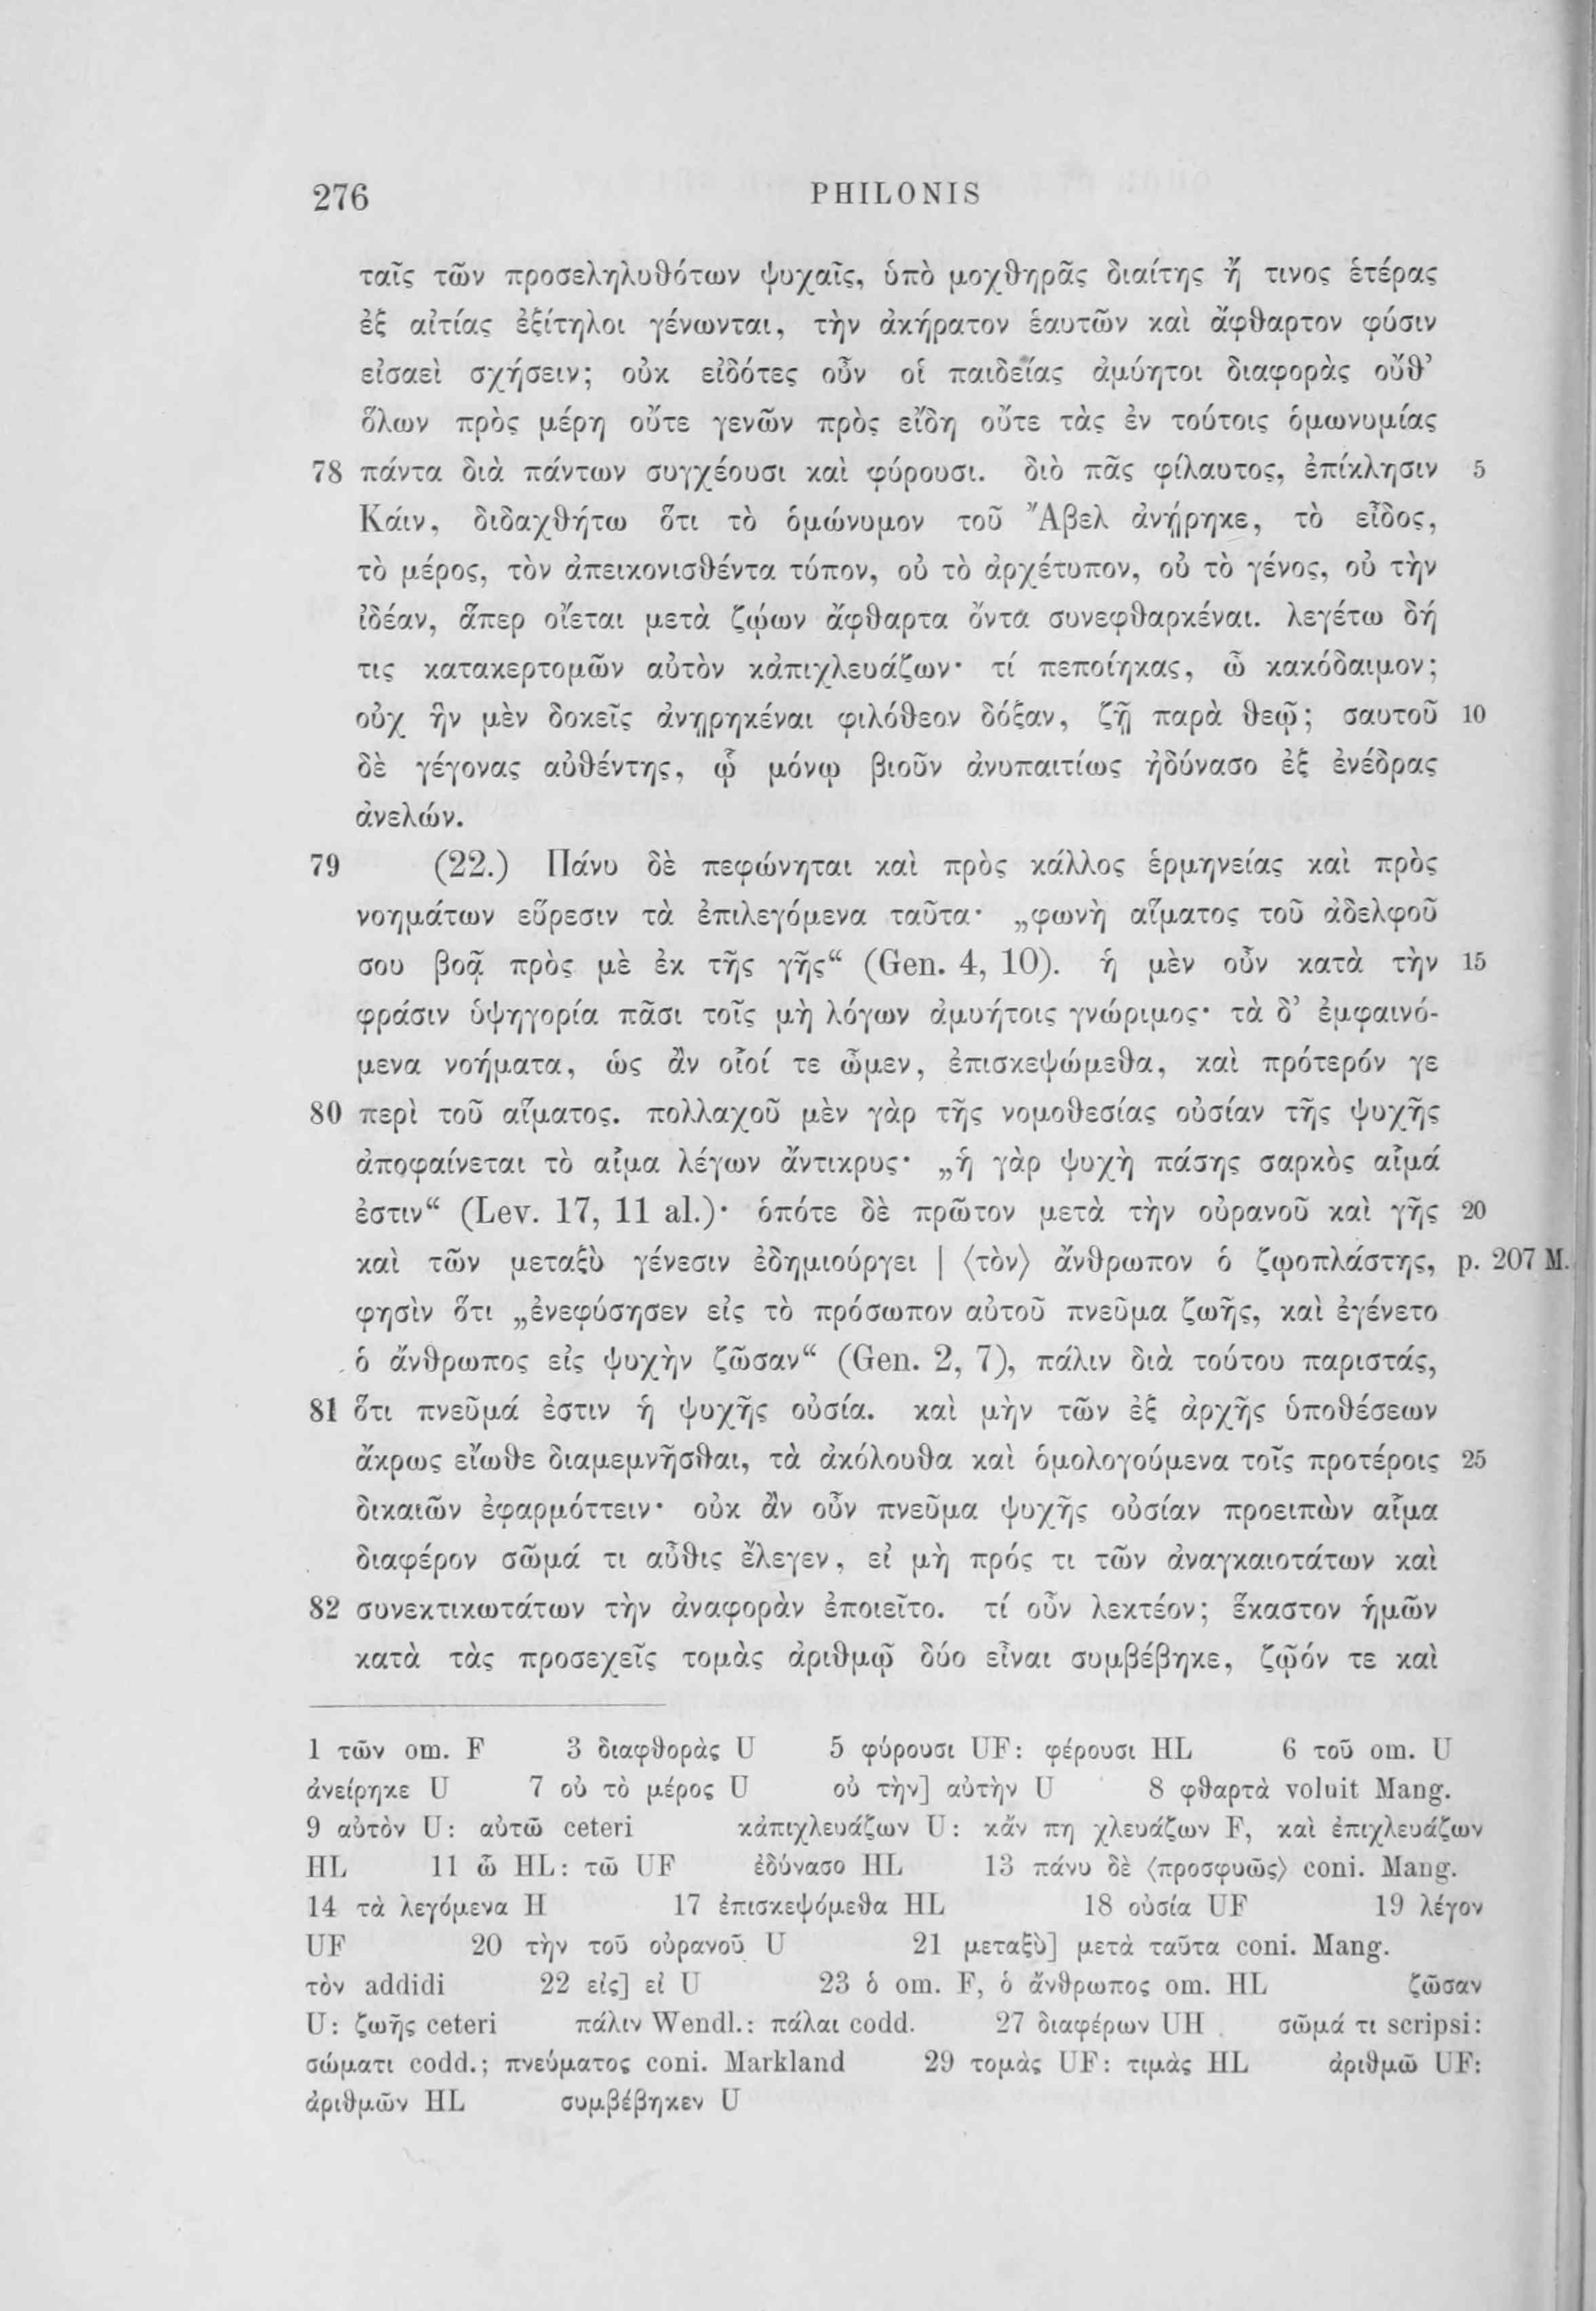 276 PHILONIS
ταῖς τῶν προσεληλυθότων ψυχαῖς, ὑπὸ μοχθηρᾶς διαίτης ἤ τινος ἑτέρας
ἐξ αἰτίας ἐξίτηλοι γένωνται, τὴν ἀκήρατον ἑαυτῶν καὶ ἄφθαρτον φύσιν
εἰσαεὶ σχήσειν; οὐκ εἰδότες οὖν οἱ παιδείας ἀμύητοι διαφορὰς οὔθ’
ὅλων πρὸς μέρη οὔτε γενῶν πρὸς εἴδη οὔτε τὰς ἐν τούτοις ὁμωνυμίας
78 πάντα διὰ πάντων συγχέουσι καὶ φύρουσι. διὸ πᾶς φίλαυτος, ἐπίκλησιν 5
Κάιν, διδαχθήτω ὅτι τὸ ὁμώνυμον τοῦ Ἄβελ ἀνῄρηκε, τὸ εἶδος,
τὸ μέρος, τὸν ἀπεικονισθέντα τύπον, οὐ τὸ ἀρχέτυπον, οὐ τὸ γένος, οὐ τὴν
ἰδέαν, ἅπερ οἴεται μετὰ ζῴων ἄφθαρτα ὄντα συνεφθαρκέναι. λεγέτω δή
τις κατακερτομῶν αὐτὸν κἀπιχλευάζων· τί πεποίηκας, ὦ κακόδαιμον;
οὐχ ἣν μὲν δοκεῖς ἀνῃρηκέναι φιλόθεον δόξαν, ζῇ παρὰ θεῷ; σαυτοῦ 10
δὲ γέγονας αὐθέντης, ᾧ μόνῳ βιοῦν ἀνυπαιτίως ἠδύνασο ἐξ ἐνέδρας
ἀνελών.
79 (22.) Πάνυ δὲ πεφώνηται καὶ πρὸς κάλλος ἑρμηνείας καὶ πρὸς
νοημάτων εὕρεσιν τὰ ἐπιλεγόμενα ταῦτα· „φωνὴ αἵματος τοῦ ἀδελφοῦ
σου βοᾷ πρὸς μὲ ἐκ τῆς γῆς“ (Gen. 4, 10). ἡ μὲν οὖν κατὰ τὴν 15
φράσιν ὑψηγορία πᾶσι τοῖς μὴ λόγων ἀμυήτοις γνώριμος· τὰ δ’ ἐμφαινό-
μενα νοήματα, ὡς ἂν οἷοί τε ὦμεν, ἐπισκεψώμεθα, καὶ πρότερόν γε
80 περὶ τοῦ αἵματος. πολλαχοῦ μὲν γὰρ τῆς νομοθεσίας οὐσίαν τῆς ψυχῆς
ἀποφαίνεται τὸ αἷμα λέγων ἄντικρυς· „ἡ γὰρ ψυχὴ πάσης σαρκὸς αἷμά
ἐστιν“ (Lev. 17, 11 al.)· ὁπότε δὲ πρῶτον μετὰ τὴν οὐρανοῦ καὶ γῆς 20
καὶ τῶν μεταξὺ γένεσιν ἐδημιούργει | ⟨τὸν⟩ ἄνθρωπον ὁ ζῳοπλάστης, p. 207 M.
φησὶν ὅτι „ἐνεφύσησεν εἰς τὸ πρόσωπον αὐτοῦ πνεῦμα ζωῆς, καὶ ἐγένετο
ὁ ἄνθρωπος εἰς ψυχὴν ζῶσαν“ (Gen. 2, 7), πάλιν διὰ τούτου παριστάς,
81 ὅτι πνεῦμά ἐστιν ἡ ψυχῆς οὐσία. καὶ μὴν τῶν ἐξ ἀρχῆς ὑποθέσεων
ἄκρως εἴωθε διαμεμνῆσθαι, τὰ ἀκόλουθα καὶ ὁμολογούμενα τοῖς προτέροις 25
δικαιῶν ἐφαρμόττειν· οὐκ ἂν οὖν πνεῦμα ψυχῆς οὐσίαν προειπὼν αἷμα
διαφέρον σῶμά τι αὖθις ἔλεγεν, εἰ μὴ πρός τι τῶν ἀναγκαιοτάτων καὶ
82 συνεκτικωτάτων τὴν ἀναφορὰν ἐποιεῖτο. τί οὖν λεκτέον; ἕκαστον ἡμῶν
κατὰ τὰς προσεχεῖς τομὰς ἀριθμῷ δύο εἶναι συμβέβηκε, ζῷόν τε καὶ
1 τῶν om. F 3 διαφθορὰς U 5 φύρουσι UF: φέρουσι HL 6 τοῦ om. U
ἀνείρηκε U 7 οὐ τὸ μέρος U οὐ τὴν] αὐτὴν U 8 φθαρτὰ voluit Mang.
9 αὐτὸν U: αὐτῶ ceteri κἀπιχλευάζων U: κἄν πη χλευάζων F, καὶ ἐπιχλευάζων
HL 11 ὦ HL: τῶ UF ἐδύνασο HL 13 πάνυ δὲ ⟨προσφυῶς⟩ coni. Mang.
14 τὰ λεγόμενα H 17 ἐπισκεψόμεθα HL 18 οὐσία UF 19 λέγον
UF 20 τὴν τοῦ οὐρανοῦ U 21 μεταξὺ] μετὰ ταῦτα coni. Mang.
τὸν addidi 22 εἰς] εἰ U 23 ὁ om. F, ὁ ἄνθρωπος om. HL ζῶσαν
U: ζωῆς ceteri πάλιν Wendl.: πάλαι codd. 27 διαφέρων UH σῶμά τι scripsi:
σώματι codd.; πνεύματος coni. Markland 29 τομὰς UF: τιμὰς HL ἀριθμῶ UF:
ἀριθμῶν HL συμβέβηκεν U